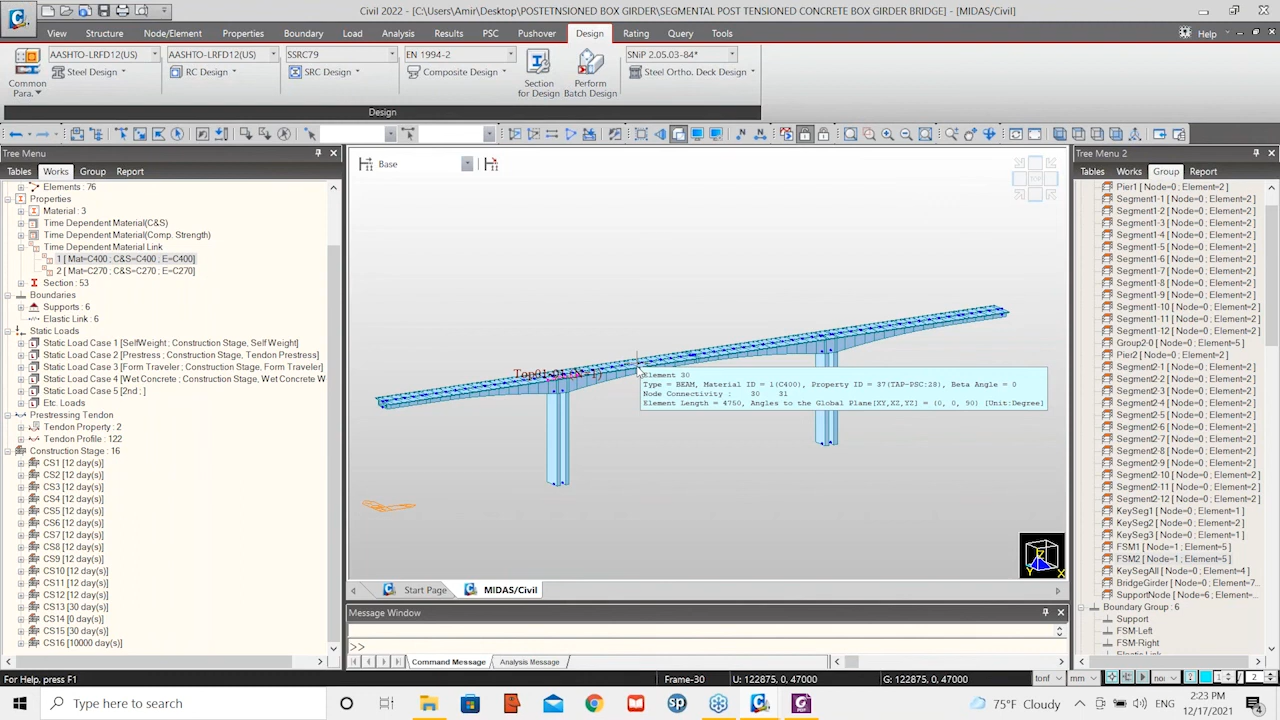 Civil 2022 - [C:\Users\Amir\Desktop\POSTETNSIONED BOX GIRDER\SEGMENTAL POST TENSIONED CONCRETE BOX GIRDER BRIDGE] - [MIDAS/Civil]
View Structure Node/Element Properties Boundary Load Analysis Results PSC Pushover Design Rating Query Tools Help
AASHTO-LRFD12(US) AASHTO-LRFD12(US) SSRC79 EN 1994-2 SNiP 2.05.03-84*
Common Para.
Steel Design RC Design SRC Design Composite Design Section for Design Perform Batch Design Steel Ortho. Deck Design
Design
Tree Menu
Tables Works Group Report
Elements : 76
Properties
Material : 3
Time Dependent Material(C&S)
Time Dependent Material(Comp. Strength)
Time Dependent Material Link
1 [ Mat=C400 ; C&S=C400 ; E=C400]
2 [ Mat=C270 ; C&S=C270 ; E=C270]
Section : 53
Boundaries
Supports : 6
Elastic Link : 6
Static Loads
Static Load Case 1 [SelfWeight ; Construction Stage, Self Weight]
Static Load Case 2 [Prestress ; Construction Stage, Tendon Prestress]
Static Load Case 3 [Form Traveler ; Construction Stage, Form Traveler]
Static Load Case 4 [Wet Concrete ; Construction Stage, Wet Concrete W
Static Load Case 5 [2nd ; ]
Etc. Loads
Prestressing Tendon
Tendon Property : 2
Tendon Profile : 122
Construction Stage : 16
CS1 [12 day(s)]
CS2 [12 day(s)]
CS3 [12 day(s)]
CS4 [12 day(s)]
CS5 [12 day(s)]
CS6 [12 day(s)]
CS7 [12 day(s)]
CS8 [12 day(s)]
CS9 [12 day(s)]
CS10 [12 day(s)]
CS11 [12 day(s)]
CS12 [12 day(s)]
CS13 [30 day(s)]
CS14 [0 day(s)]
CS15 [30 day(s)]
CS16 [10000 day(s)]
Base
TOP
Element 30
Type = BEAM, Material ID = 1(C400), Property ID = 37(TAP-PSC:28), Beta Angle = 0
Node Connectivity : 30 31
Element Length = 4750, Angles to the Global Plane[XY,XZ,YZ] = (0, 0, 90) [Unit:Degree]
Z
Y X
Start Page MIDAS/Civil
Message Window
>>
Command Message Analysis Message
Tree Menu 2
Tables Works Group Report
Pier1 [ Node=0 ; Element=2 ]
Segment1-1 [ Node=0 ; Element=2 ]
Segment1-2 [ Node=0 ; Element=2 ]
Segment1-3 [ Node=0 ; Element=2 ]
Segment1-4 [ Node=0 ; Element=2 ]
Segment1-5 [ Node=0 ; Element=2 ]
Segment1-6 [ Node=0 ; Element=2 ]
Segment1-7 [ Node=0 ; Element=2 ]
Segment1-8 [ Node=0 ; Element=2 ]
Segment1-9 [ Node=0 ; Element=2 ]
Segment1-10 [ Node=0 ; Element=2 ]
Segment1-11 [ Node=0 ; Element=2 ]
Segment1-12 [ Node=0 ; Element=2 ]
Group2-0 [ Node=0 ; Element=5 ]
Pier2 [ Node=0 ; Element=2 ]
Segment2-1 [ Node=0 ; Element=2 ]
Segment2-2 [ Node=0 ; Element=2 ]
Segment2-3 [ Node=0 ; Element=2 ]
Segment2-4 [ Node=0 ; Element=2 ]
Segment2-5 [ Node=0 ; Element=2 ]
Segment2-6 [ Node=0 ; Element=2 ]
Segment2-7 [ Node=0 ; Element=2 ]
Segment2-8 [ Node=0 ; Element=2 ]
Segment2-9 [ Node=0 ; Element=2 ]
Segment2-10 [ Node=0 ; Element=2 ]
Segment2-11 [ Node=0 ; Element=2 ]
Segment2-12 [ Node=0 ; Element=2 ]
KeySeg1 [ Node=0 ; Element=1 ]
KeySeg2 [ Node=0 ; Element=2 ]
KeySeg3 [ Node=0 ; Element=1 ]
FSM1 [ Node=1 ; Element=5 ]
FSM2 [ Node=1 ; Element=5 ]
KeySegAll [ Node=0 ; Element=4 ]
BridgeGirder [ Node=0 ; Element=7...
SupportNode [ Node=6 ; Element=...
Boundary Group : 6
Support
FSM-Left
FSM-Right
For Help, press F1 Frame-30 U: 122875, 0, 47000 G: 122875, 0, 47000 tonf mm nor 1 2
Type here to search 75°F Cloudy ENG 2:23 PM
12/17/2021